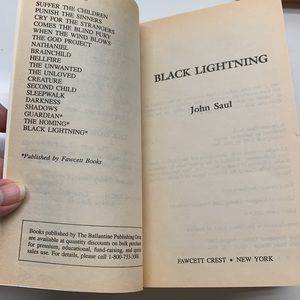 SUFFER THE CHILDREN
PUNISH THE SINNERS
CRY FOR THE STRANGERS
COMES THE BLIND FURY
WHEN THE WIND BLOWS
THE GOD PROJECT
NATHANIEL
BRAINCHILD
HELLFIRE
THE UNWANTED
THE UNLOVED
CREATURE
SECOND CHILD
SLEEPWALK
DARKNESS
SHADOWS
GUARDIAN*
THE HOMING*
BLACK LIGHTNING*
*Published by Fawcett Books
Books published by The Ballantine Publishing Group
are available at quantity discounts on bulk purchases
for premium, educational, fund-raising, and special
sales use. For details, please call 1-800-733-3000.
BLACK LIGHTNING
John Saul
FAWCETT CREST • NEW YORK